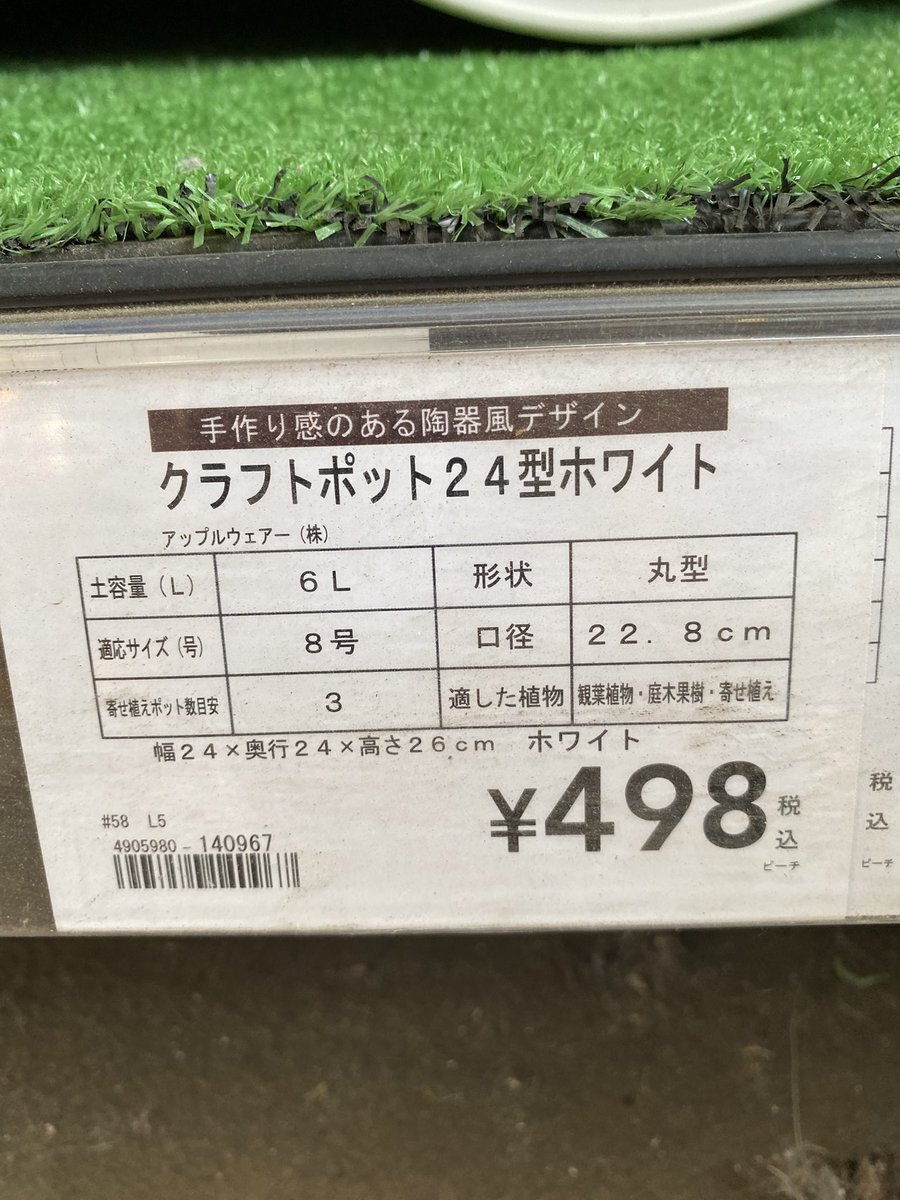 手作り感のある陶器風デザイン
クラフトポット24型ホワイト
アップルウェアー(株)
土容量(L) 6L 形状 丸型
適応サイズ(号) 8号 口径 22.8cm
寄せ植えポット数目安 3 適した植物 観葉植物・庭木果樹・寄せ植え
幅24×奥行24×高さ26cm ホワイト
¥498 税込
ピーチ
#58 L5
4905980-140967
税込
ピーチ